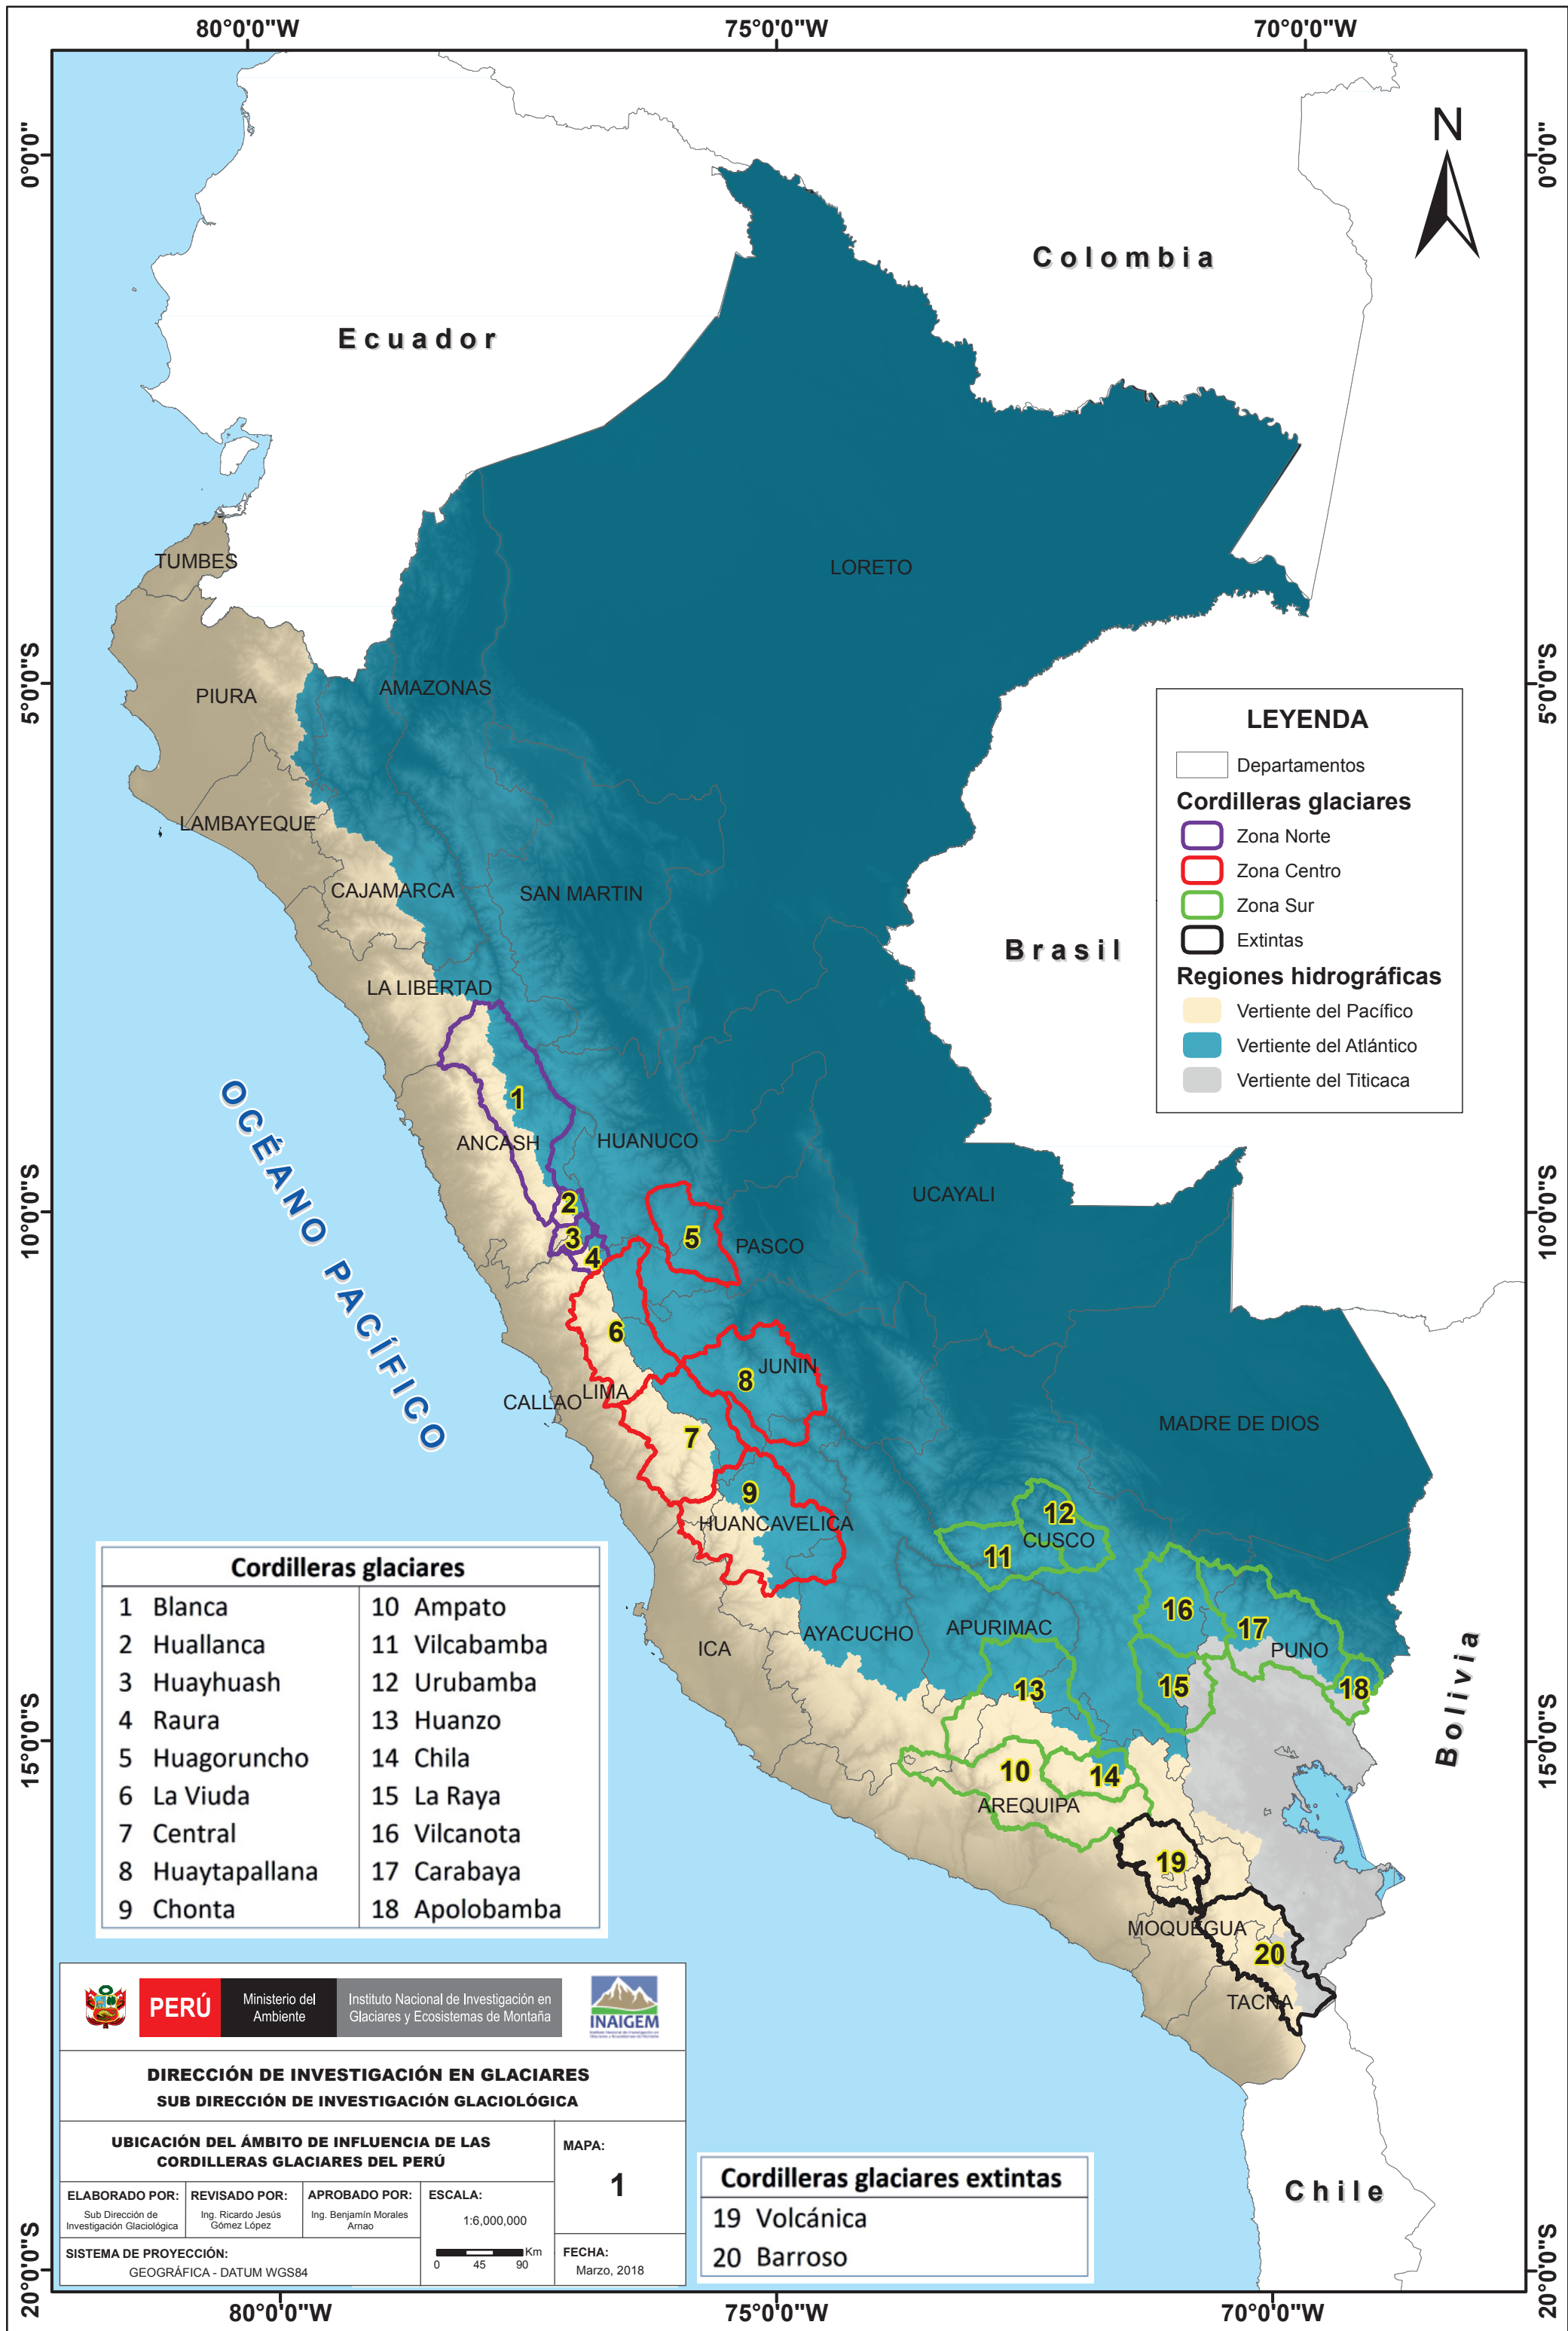 80°0'0"W
75°0'0"W
70°0'0"W
0°0'0"
0°0'0"
N
Colombia
Ecuador
TUMBES
LORETO
5°0'0"S
5°0'0"S
PIURA
AMAZONAS
LEYENDA
Departamentos
Cordilleras glaciares
Zona Norte
Zona Centro
Zona Sur
Extintas
Regiones hidrográficas
Vertiente del Pacífico
Vertiente del Atlántico
Vertiente del Titicaca
LAMBAYEQUE
CAJAMARCA
SAN MARTIN
Brasil
LA LIBERTAD
OCÉANO PACÍFICO
1
ANCASH
HUANUCO
UCAYALI
10°0'0"S
10°0'0"S
2
3
4
5
PASCO
6
8
JUNIN
LIMA
CALLAO
MADRE DE DIOS
7
9
HUANCAVELICA
12
CUSCO
11
16
17
PUNO
ICA
AYACUCHO
APURIMAC
13
15
18
Bolivia
15°0'0"S
15°0'0"S
10
14
AREQUIPA
19
MOQUEGUA
20
TACNA
Chile
Cordilleras glaciares
1 Blanca
2 Huallanca
3 Huayhuash
4 Raura
5 Huagoruncho
6 La Viuda
7 Central
8 Huaytapallana
9 Chonta
10 Ampato
11 Vilcabamba
12 Urubamba
13 Huanzo
14 Chila
15 La Raya
16 Vilcanota
17 Carabaya
18 Apolobamba
PERÚ
Ministerio del
Ambiente
Instituto Nacional de Investigación en
Glaciares y Ecosistemas de Montaña
INAIGEM
Instituto Nacional de Investigación en
Glaciares y Ecosistemas de Montaña
DIRECCIÓN DE INVESTIGACIÓN EN GLACIARES
SUB DIRECCIÓN DE INVESTIGACIÓN GLACIOLÓGICA
UBICACIÓN DEL ÁMBITO DE INFLUENCIA DE LAS
CORDILLERAS GLACIARES DEL PERÚ
MAPA:
1
ELABORADO POR:
Sub Dirección de
Investigación Glaciológica
REVISADO POR:
Ing. Ricardo Jesús
Gómez López
APROBADO POR:
Ing. Benjamín Morales
Arnao
ESCALA:
1:6,000,000
Km
0 45 90
SISTEMA DE PROYECCIÓN:
GEOGRÁFICA - DATUM WGS84
FECHA:
Marzo, 2018
Cordilleras glaciares extintas
19 Volcánica
20 Barroso
20°0'0"S
20°0'0"S
80°0'0"W
75°0'0"W
70°0'0"W